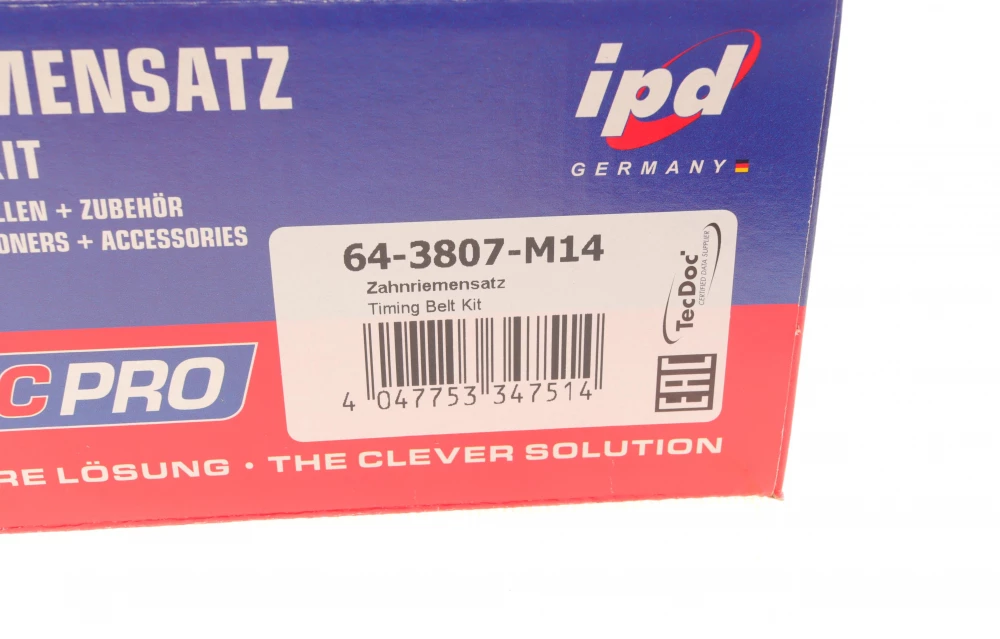 MENSATZ
KIT
LLEN + ZUBEHÖR
ONERS + ACCESSORIES
ipd
GERMANY
64-3807-M14
Zahnriemensatz
Timing Belt Kit
4 047753 347514
TecDoc
CERTIFIED DATA SUPPLIER
EAC
C PRO
RE LÖSUNG · THE CLEVER SOLUTION